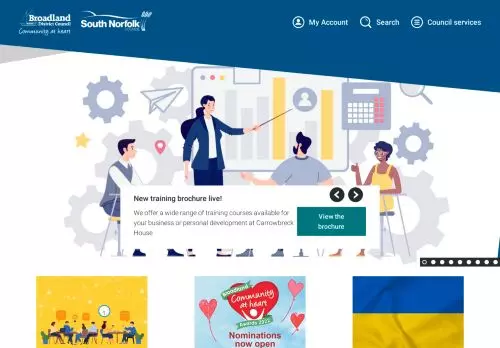 Broadland
District Council
Community at heart
South Norfolk
COUNCIL
My Account
Search
Council services
New training brochure live!
We offer a wide range of training courses available for
your business or personal development at Carrowbreck
House
View the
brochure
Broadland
Community
at heart
Awards 2022
Nominations
now open